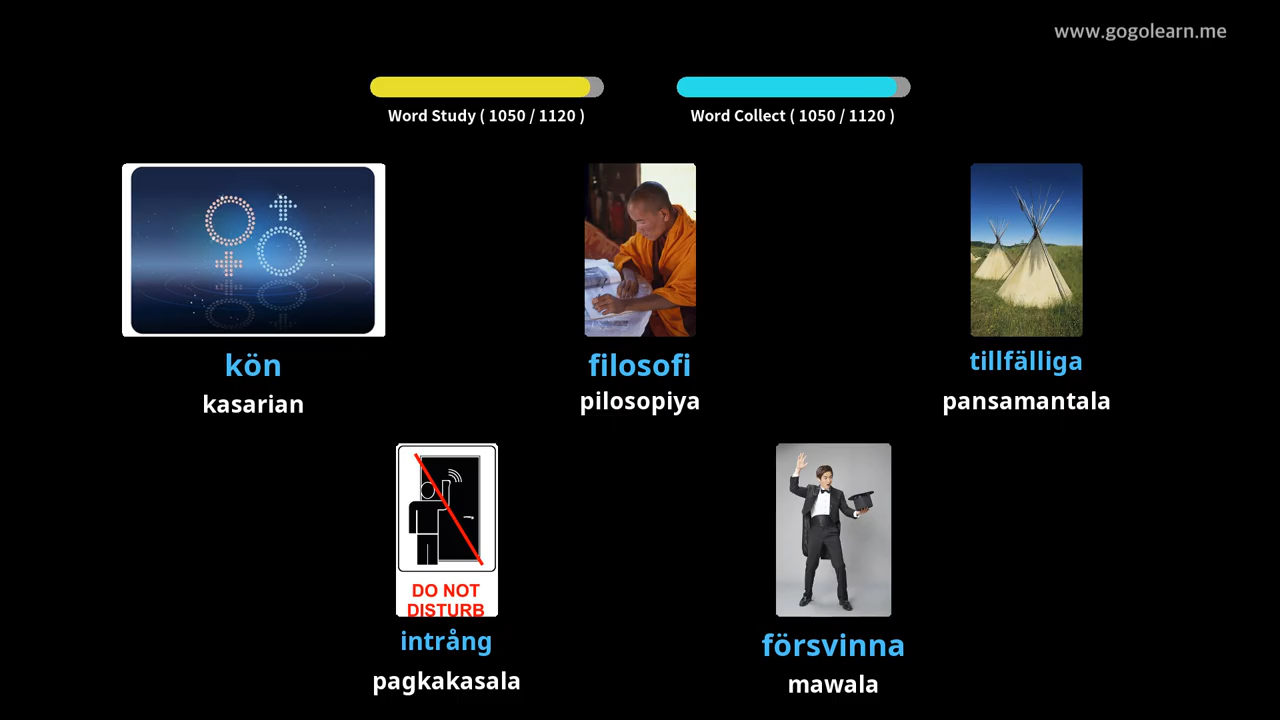 www.gogolearn.me
Word Study ( 1050 / 1120 )
Word Collect ( 1050 / 1120 )
kön
kasarian
filosofi
pilosopiya
tillfälliga
pansamantala
DO NOT
DISTURB
intrång
pagkakasala
försvinna
mawala